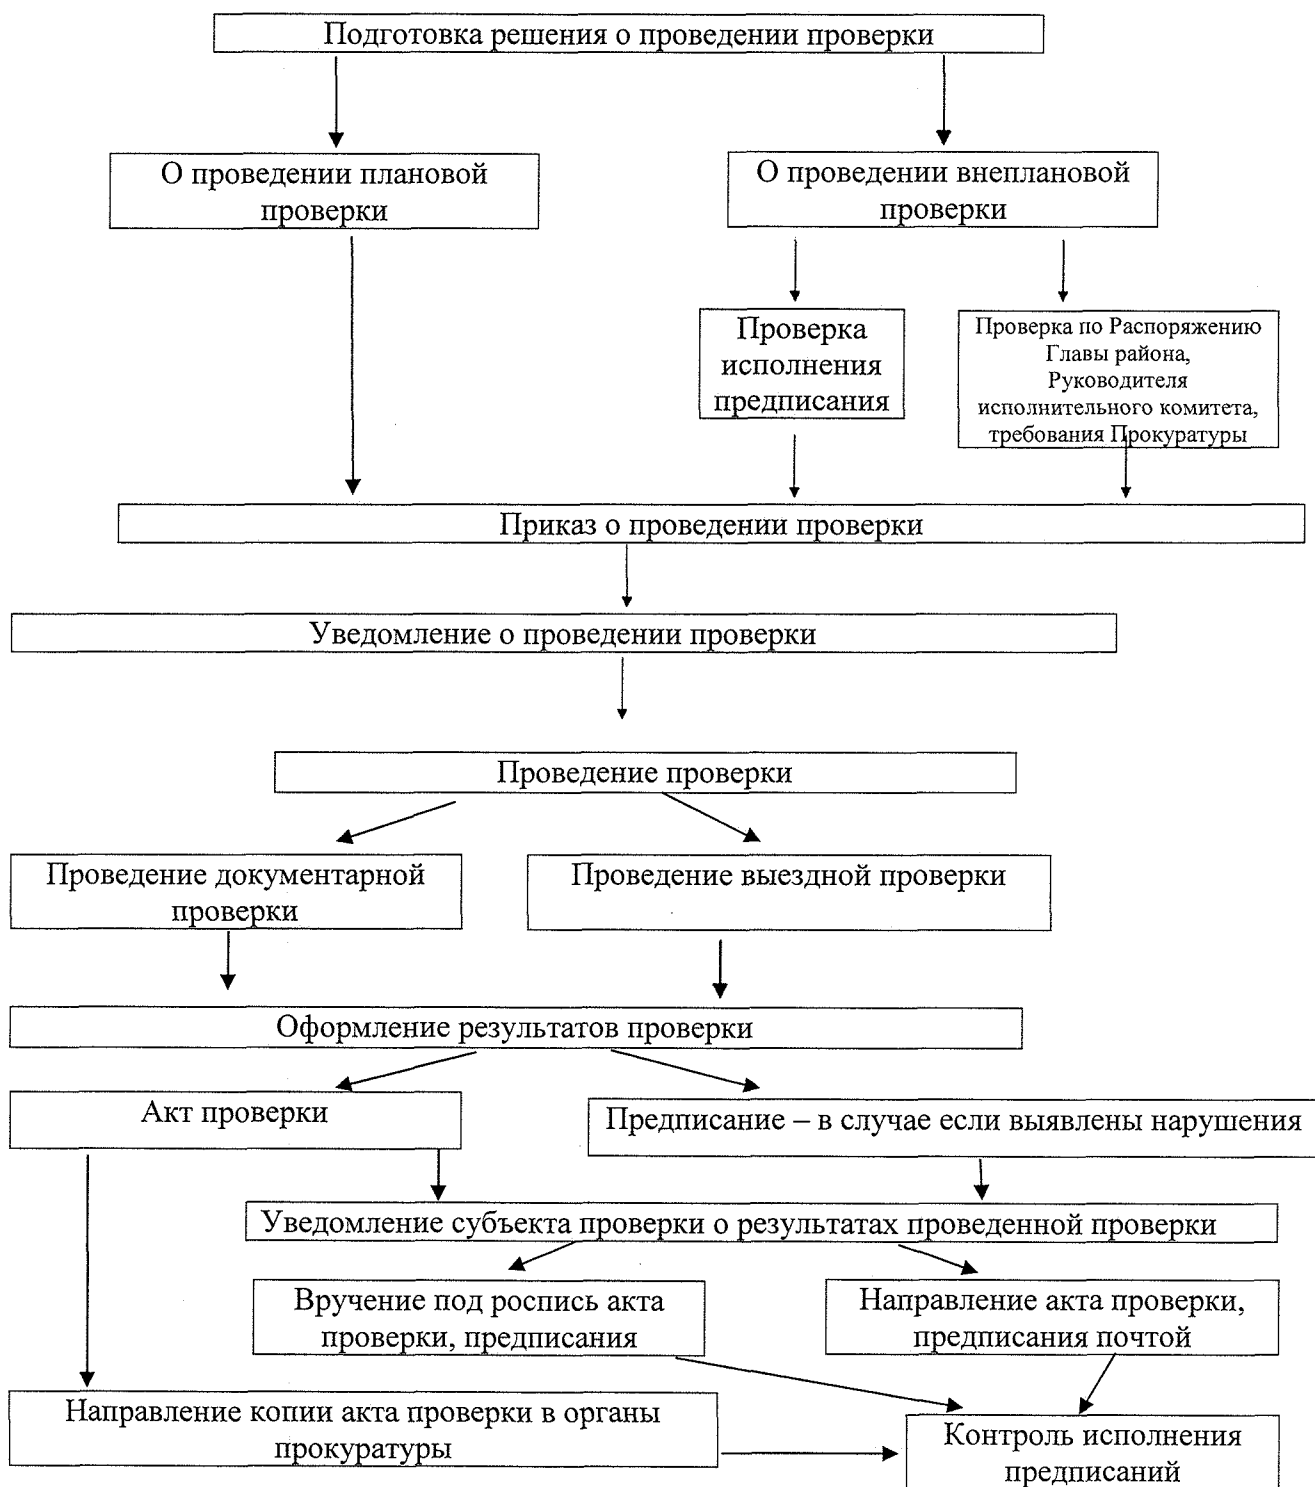 Подготовка решения о проведении проверки
О проведении плановой
проверки
О проведении внеплановой
проверки
Проверка
исполнения
предписания
Проверка по Распоряжению
Главы района,
Руководителя
исполнительного комитета,
требования Прокуратуры
Приказ о проведении проверки
Уведомление о проведении проверки
Проведение проверки
Проведение документарной
проверки
Проведение выездной проверки
Оформление результатов проверки
Акт проверки
Предписание – в случае если выявлены нарушения
Уведомление субъекта проверки о результатах проведенной проверки
Вручение под роспись акта
проверки, предписания
Направление акта проверки,
предписания почтой
Направление копии акта проверки в органы
прокуратуры
Контроль исполнения
предписаний